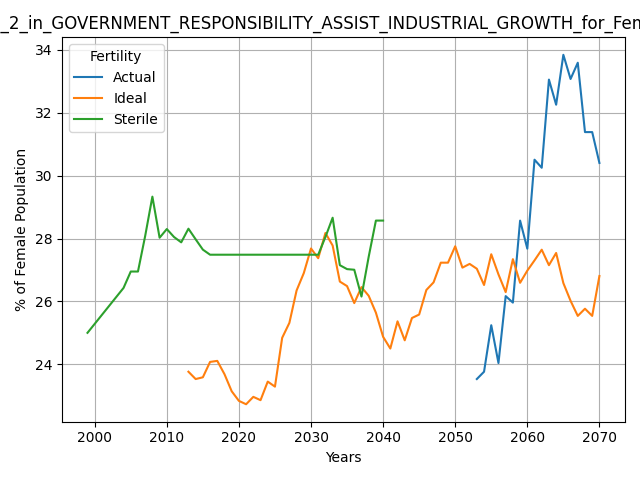 _2_in_GOVERNMENT_RESPONSIBILITY_ASSIST_INDUSTRIAL_GROWTH_for_Fem
Fertility
Actual
Ideal
Sterile
% of Female Population
34
32
30
28
26
24
2000 2010 2020 2030 2040 2050 2060 2070
Years